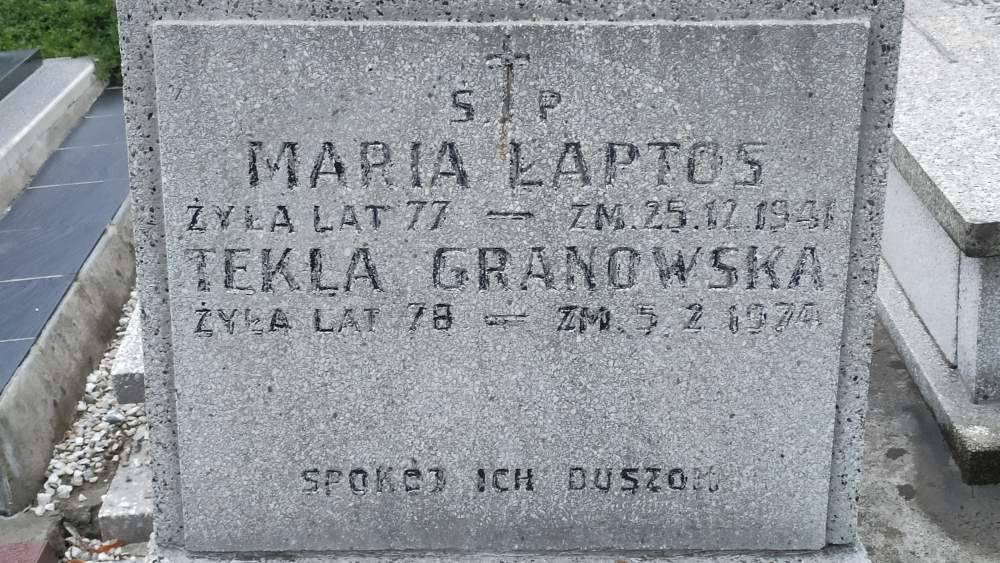 Ś P
MARIA ŁAPTOŚ
ŻYŁA LAT 77 — ZM. 25.12.1941
TEKLA GRANOWSKA
ŻYŁA LAT 78 — ZM. 5. 2 1974
SPOKÓJ ICH DUSZOM